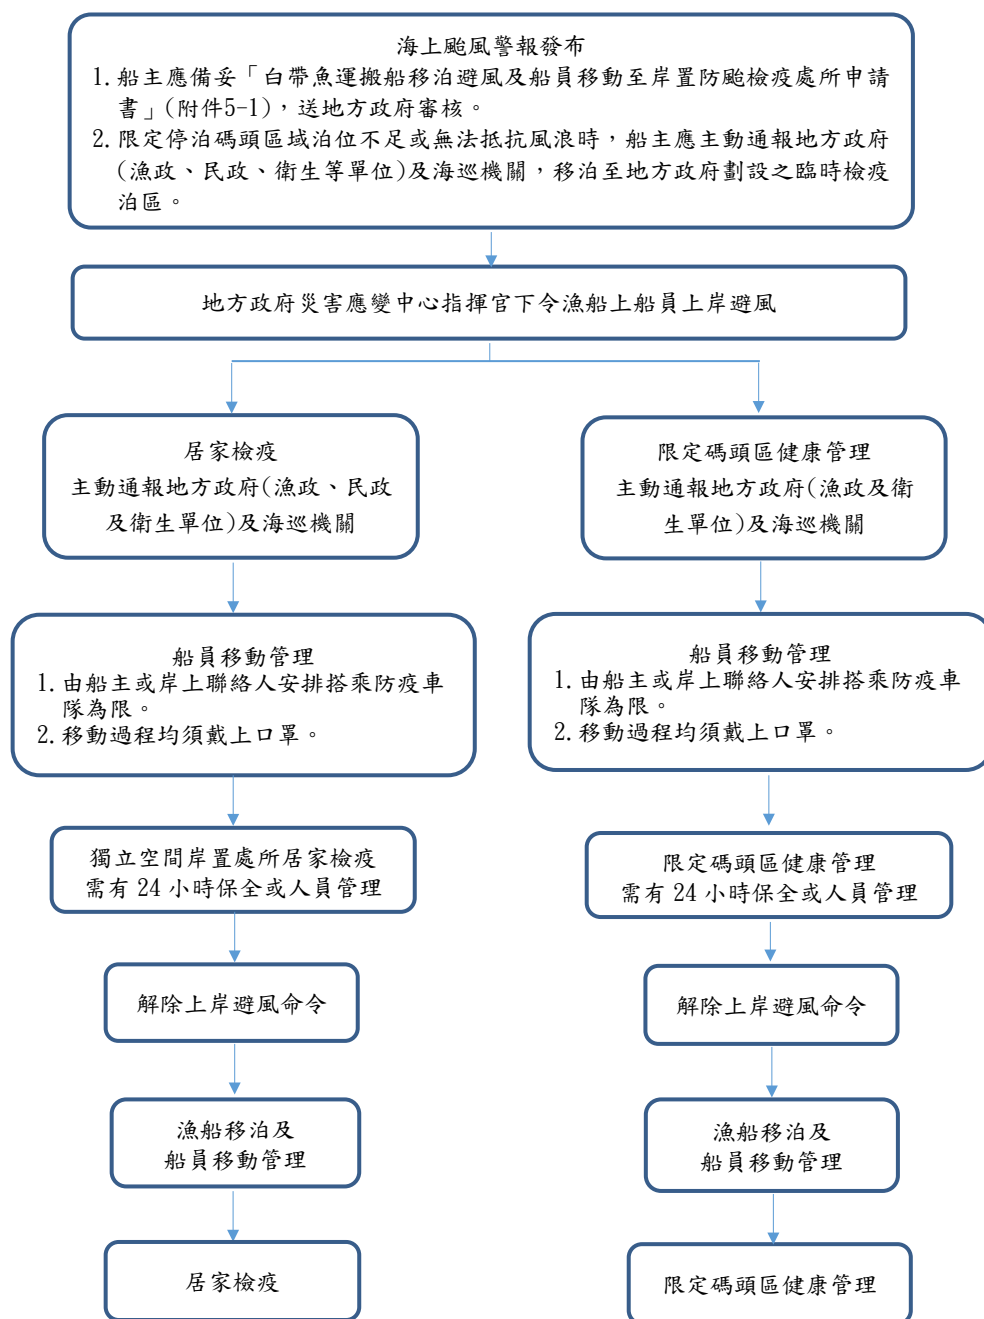 海上颱風警報發布
1. 船主應備妥「白帶魚運搬船移泊避風及船員移動至岸置防颱檢疫處所申請
書」(附件5-1)，送地方政府審核。
2. 限定停泊碼頭區域泊位不足或無法抵抗風浪時，船主應主動通報地方政府
(漁政、民政、衛生等單位)及海巡機關，移泊至地方政府劃設之臨時檢疫
泊區。
地方政府災害應變中心指揮官下令漁船上船員上岸避風
居家檢疫
主動通報地方政府(漁政、民政
及衛生單位)及海巡機關
限定碼頭區健康管理
主動通報地方政府(漁政及衛
生單位)及海巡機關
船員移動管理
1. 由船主或岸上聯絡人安排搭乘防疫車
隊為限。
2. 移動過程均須戴上口罩。
船員移動管理
1. 由船主或岸上聯絡人安排搭乘防疫車
隊為限。
2. 移動過程均須戴上口罩。
獨立空間岸置處所居家檢疫
需有 24 小時保全或人員管理
限定碼頭區健康管理
需有 24 小時保全或人員管理
解除上岸避風命令
解除上岸避風命令
漁船移泊及
船員移動管理
漁船移泊及
船員移動管理
居家檢疫
限定碼頭區健康管理